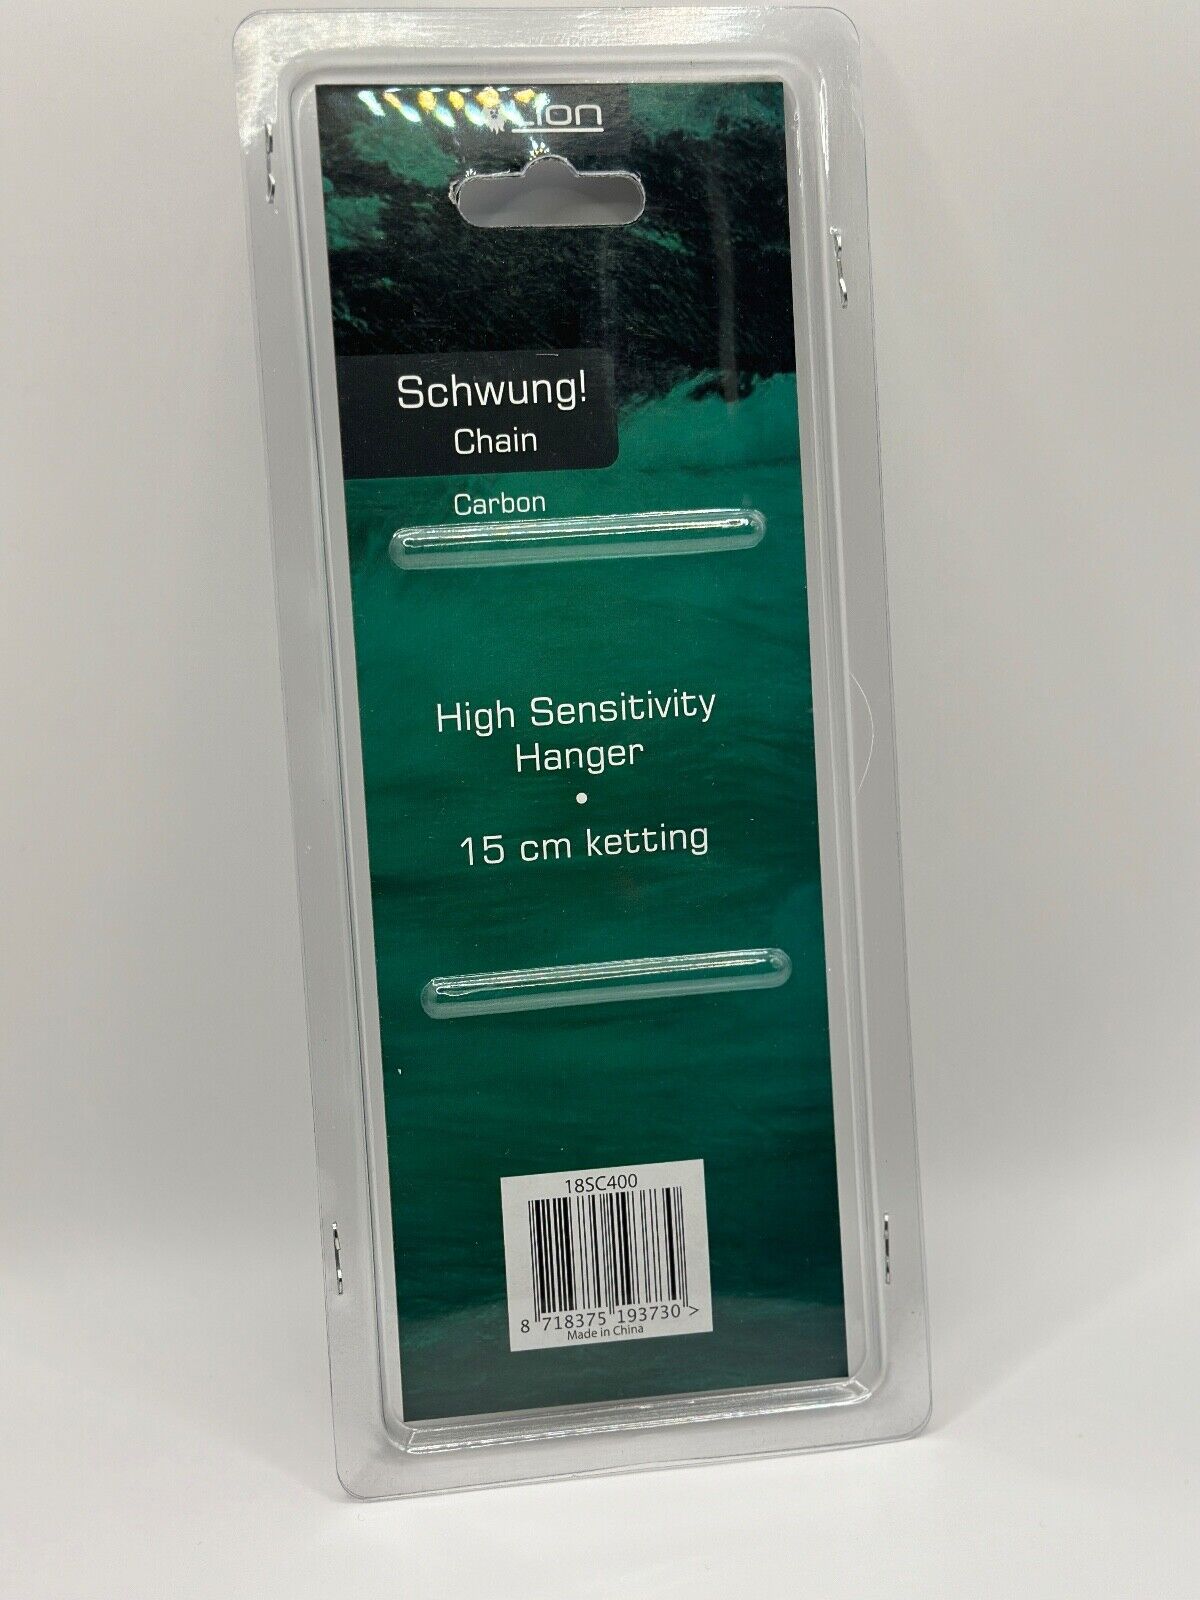 Lion
Schwung!
Chain
Carbon
High Sensitivity
Hanger
•
15 cm ketting
18SC400
8 718375 193730 >
Made in China